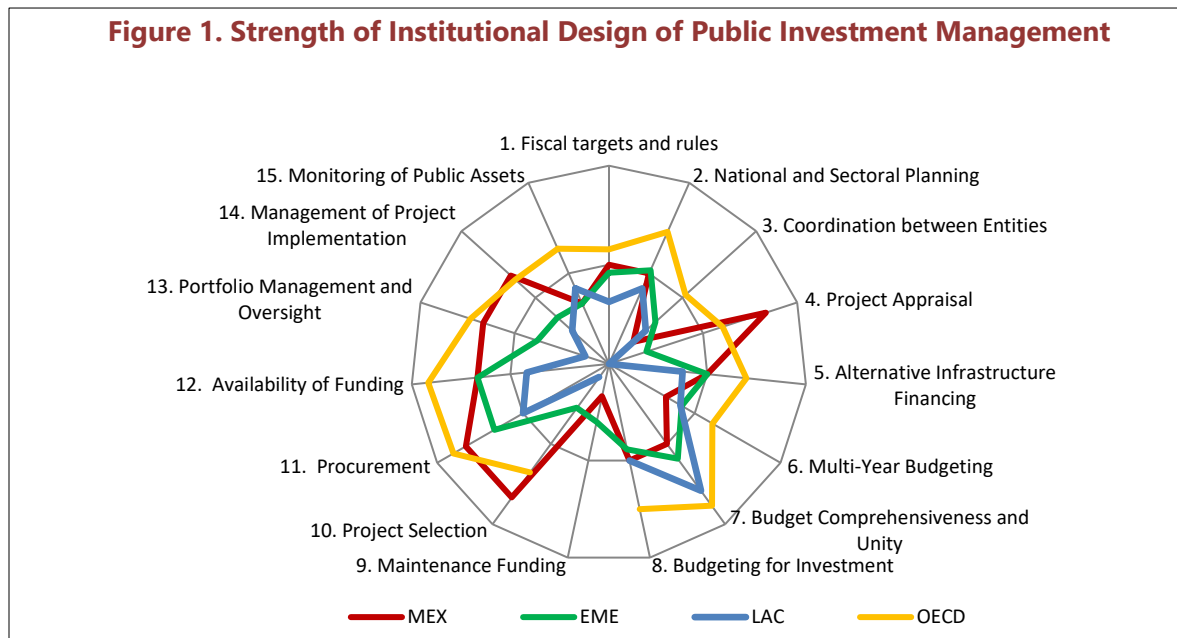 Figure 1. Strength of Institutional Design of Public Investment Management
1. Fiscal targets and rules
2. National and Sectoral Planning
3. Coordination between Entities
4. Project Appraisal
5. Alternative Infrastructure
Financing
6. Multi-Year Budgeting
7. Budget Comprehensiveness and
Unity
8. Budgeting for Investment
9. Maintenance Funding
10. Project Selection
11. Procurement
12. Availability of Funding
13. Portfolio Management and
Oversight
14. Management of Project
Implementation
15. Monitoring of Public Assets
MEX
EME
LAC
OECD